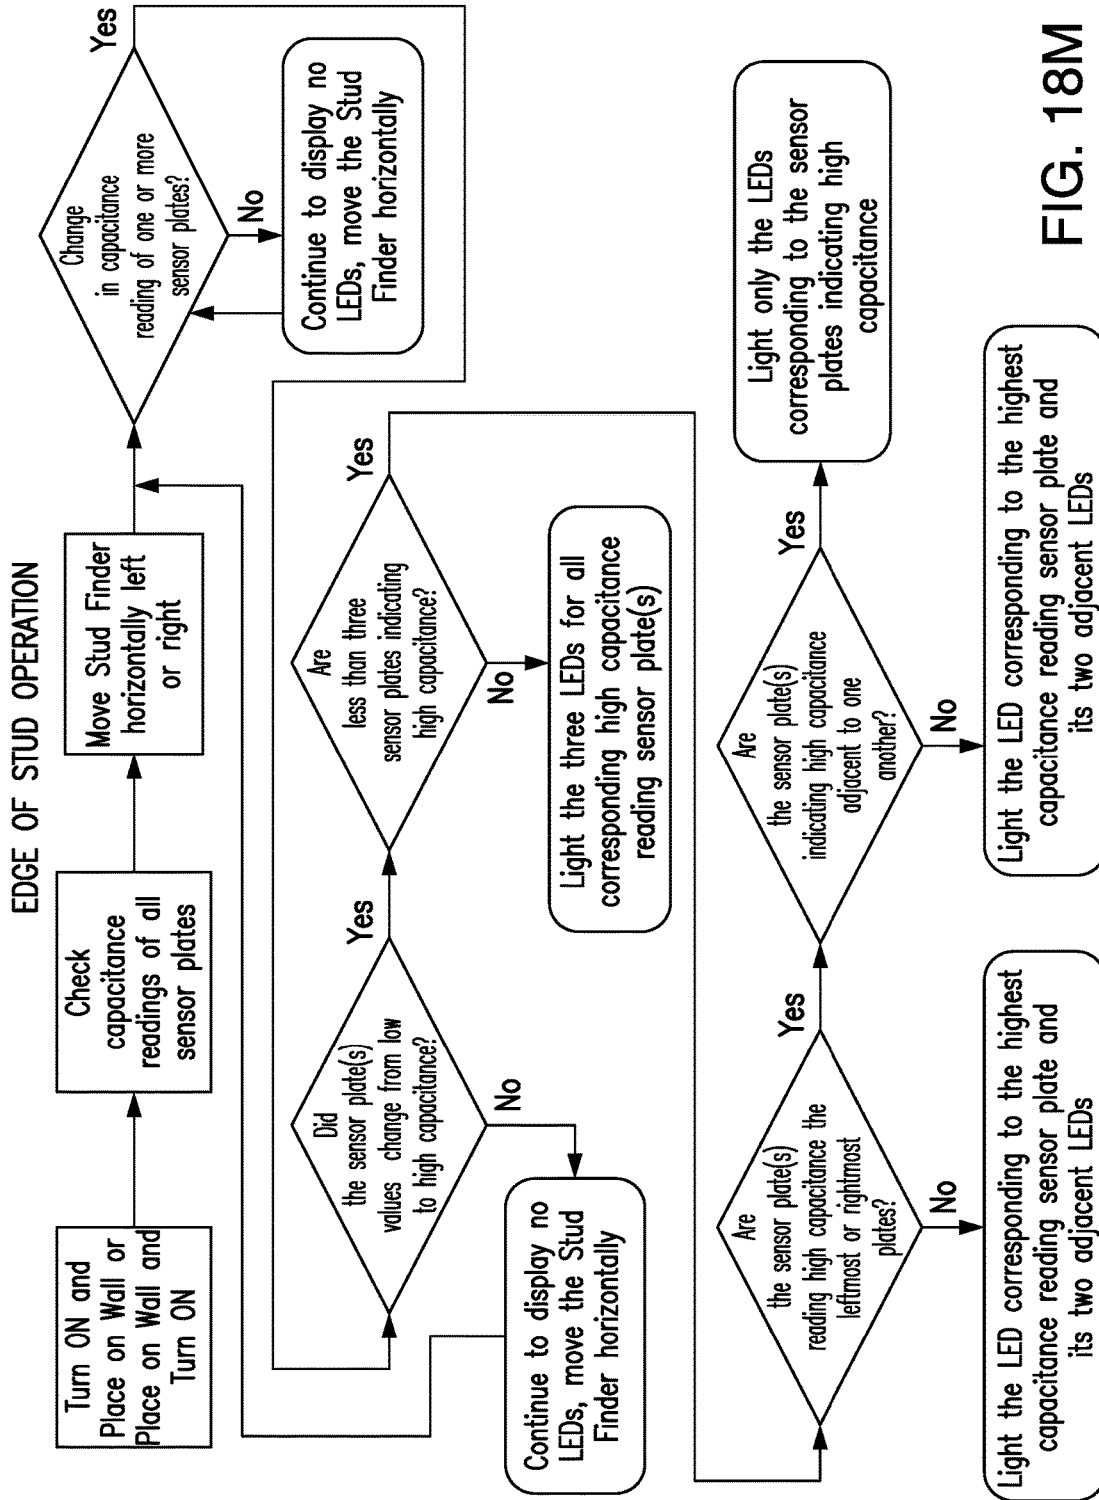 EDGE OF STUD OPERATION
Turn ON and
Place on Wall or
Place on Wall and
Turn ON
Check
capacitance
readings of all
sensor plates
Move Stud Finder
horizontally left
or right
Change
in capacitance
reading of one or more
sensor plates?
Yes
No
Continue to display no
LEDs, move the Stud
Finder horizontally
Did
the sensor plate(s)
values change from low
to high capacitance?
Yes
No
Continue to display no
LEDs, move the Stud
Finder horizontally
Are
less than three
sensor plates indicating
high capacitance?
Yes
No
Light the three LEDs for all
corresponding high capacitance
reading sensor plate(s)
Are
the sensor plate(s)
reading high capacitance the
leftmost or rightmost
plates?
Yes
No
Light the LED corresponding to the highest
capacitance reading sensor plate and
its two adjacent LEDs
Are
the sensor plate(s)
indicating high capacitance
adjacent to one
another?
Yes
No
Light the LED corresponding to the highest
capacitance reading sensor plate and
its two adjacent LEDs
Light only the LEDs
corresponding to the sensor
plates indicating high
capacitance
FIG. 18M